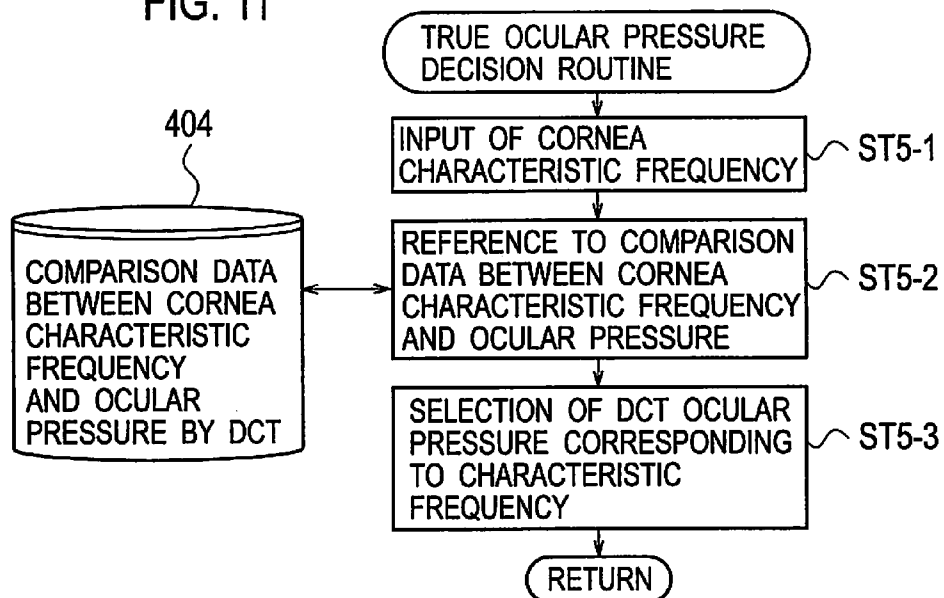 FIG. 11
TRUE OCULAR PRESSURE
DECISION ROUTINE
404
INPUT OF CORNEA
CHARACTERISTIC FREQUENCY
ST5-1
COMPARISON DATA
BETWEEN CORNEA
CHARACTERISTIC
FREQUENCY
AND OCULAR
PRESSURE BY DCT
REFERENCE TO COMPARISON
DATA BETWEEN CORNEA
CHARACTERISTIC FREQUENCY
AND OCULAR PRESSURE
ST5-2
SELECTION OF DCT OCULAR
PRESSURE CORRESPONDING
TO CHARACTERISTIC
FREQUENCY
ST5-3
RETURN